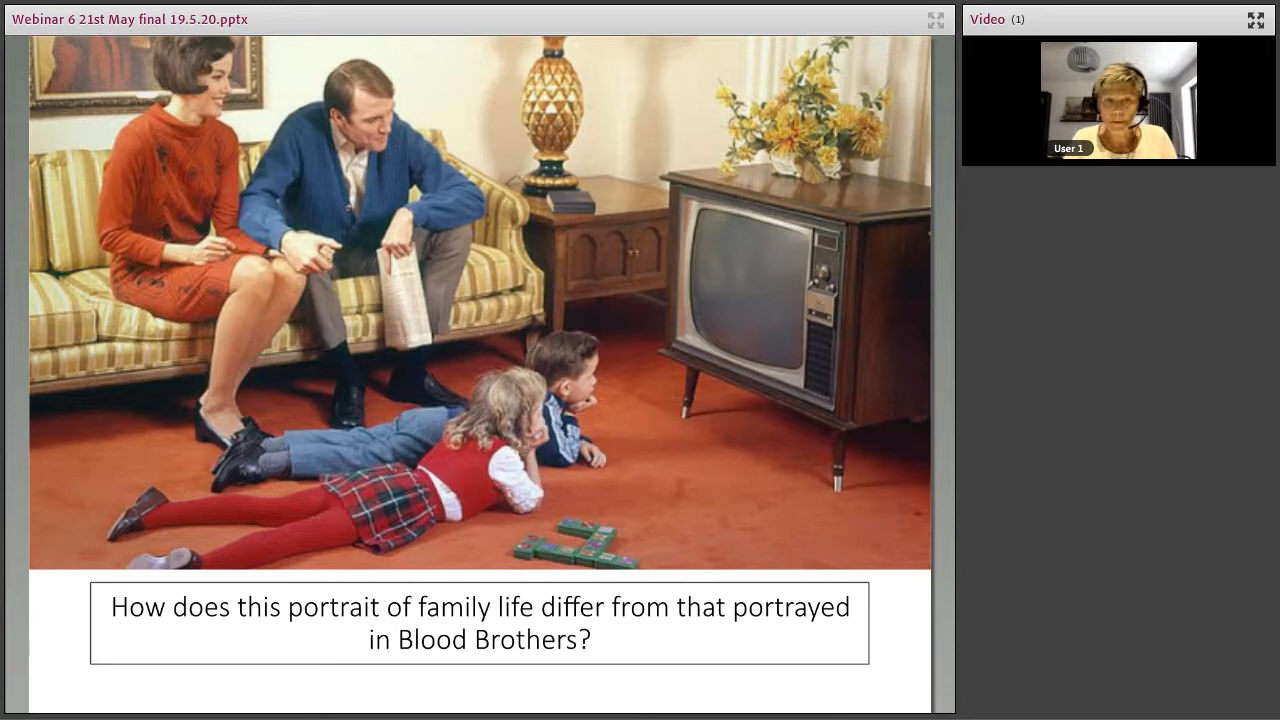 Webinar 6 21st May final 19.5.20.pptx
Video (1)
User 1
How does this portrait of family life differ from that portrayed
in Blood Brothers?